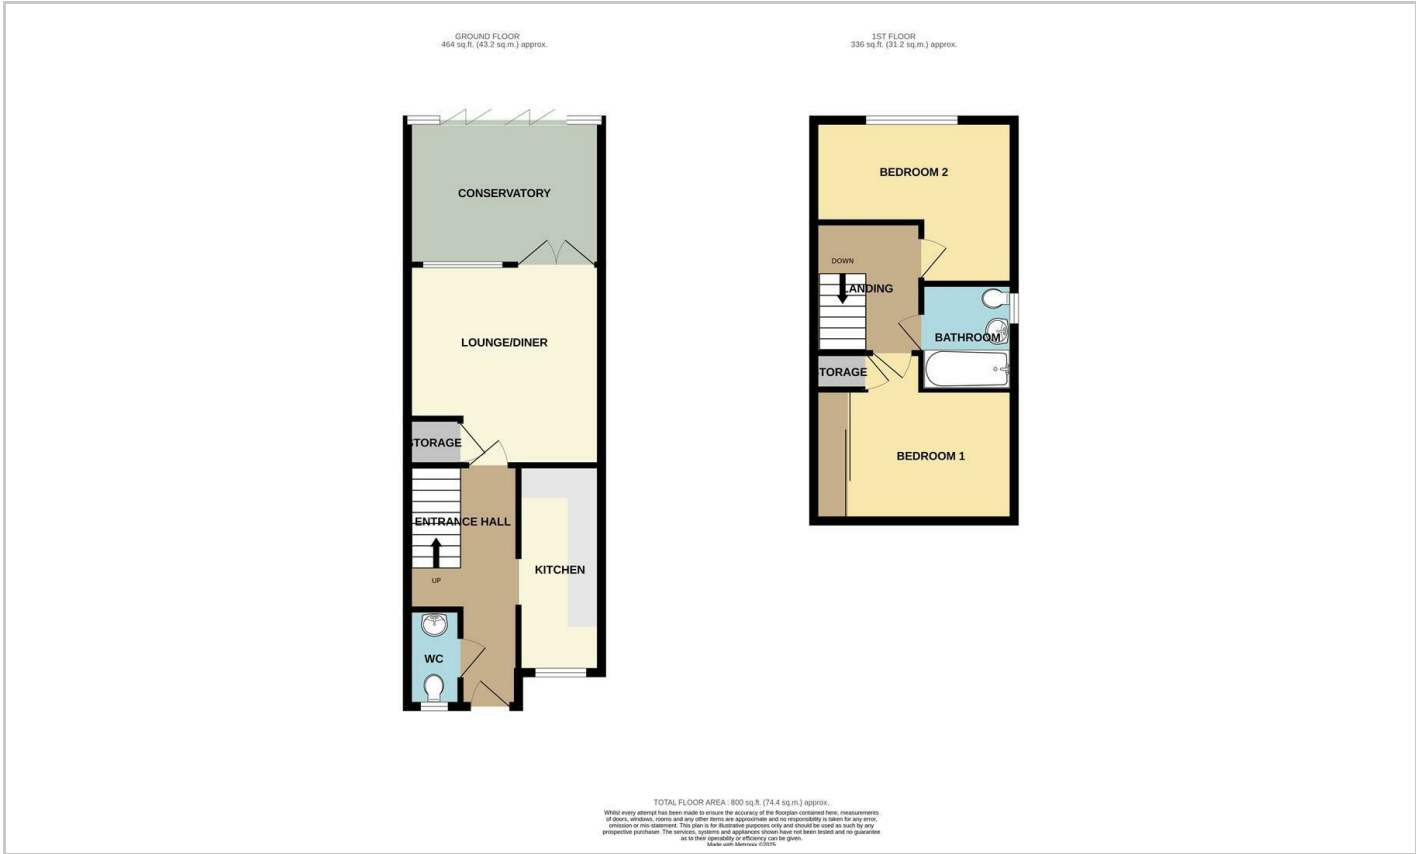 GROUND FLOOR
464 sq.ft. (43.2 sq.m.) approx.
1ST FLOOR
336 sq.ft. (31.2 sq.m.) approx.
CONSERVATORY
LOUNGE/DINER
STORAGE
ENTRANCE HALL
UP
KITCHEN
WC
BEDROOM 2
DOWN
LANDING
BATHROOM
STORAGE
BEDROOM 1
TOTAL FLOOR AREA : 800 sq.ft. (74.4 sq.m.) approx.
Whilst every attempt has been made to ensure the accuracy of the floorplan contained here, measurements
of doors, windows, rooms and any other items are approximate and no responsibility is taken for any error,
omission or mis-statement. This plan is for illustrative purposes only and should be used as such by any
prospective purchaser. The services, systems and appliances shown have not been tested and no guarantee
as to their operability or efficiency can be given.
Made with Metropix ©2025